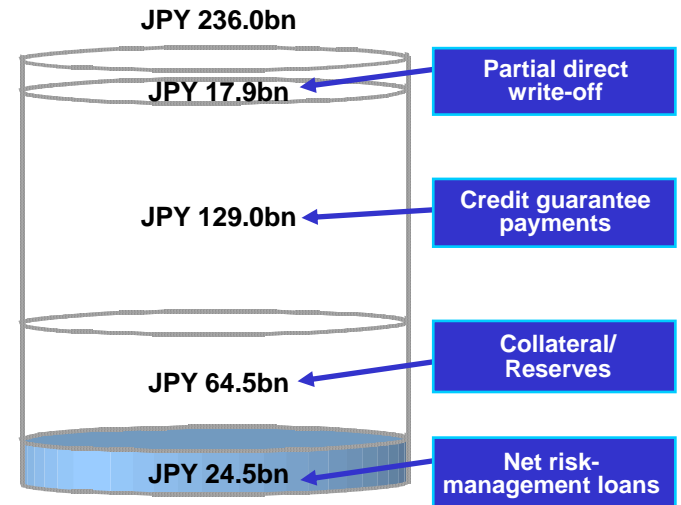 JPY 236.0bn
Partial direct
write-off
JPY 17.9bn
Credit guarantee
payments
JPY 129.0bn
Collateral/
Reserves
JPY 64.5bn
Net risk-
management loans
JPY 24.5bn